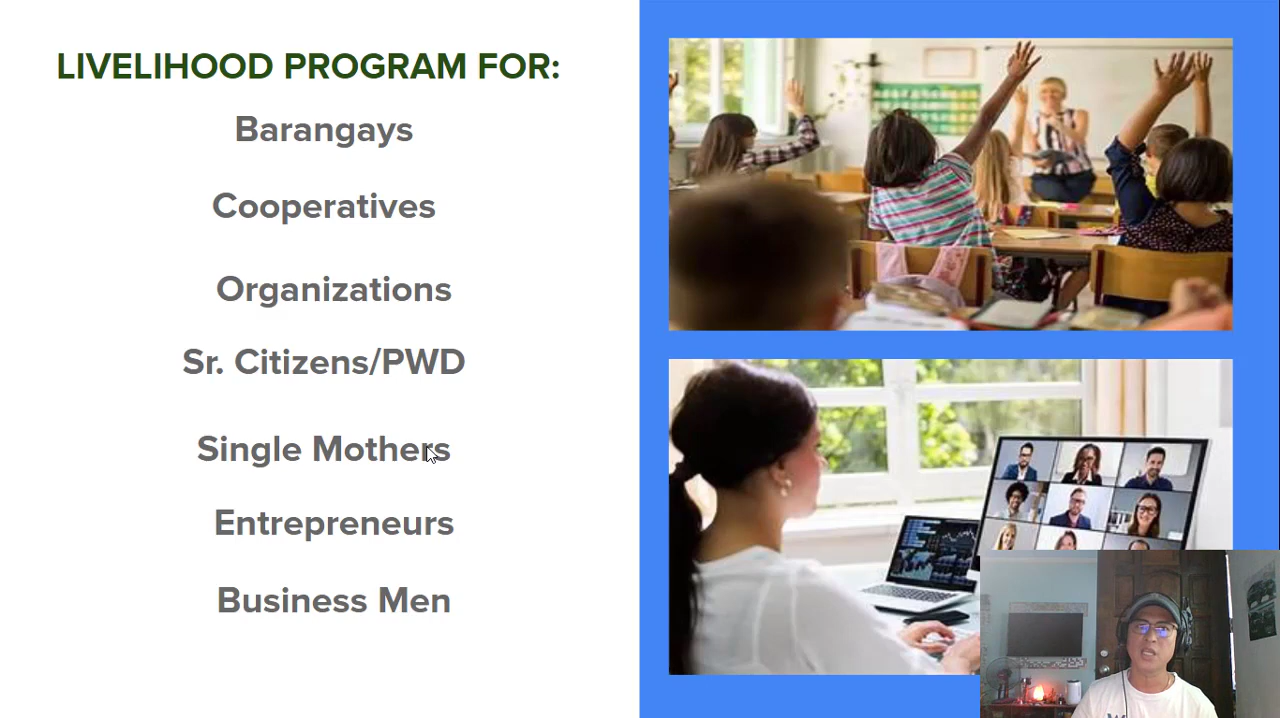 LIVELIHOOD PROGRAM FOR:
Barangays
Cooperatives
Organizations
Sr. Citizens/PWD
Single Mothers
Entrepreneurs
Business Men